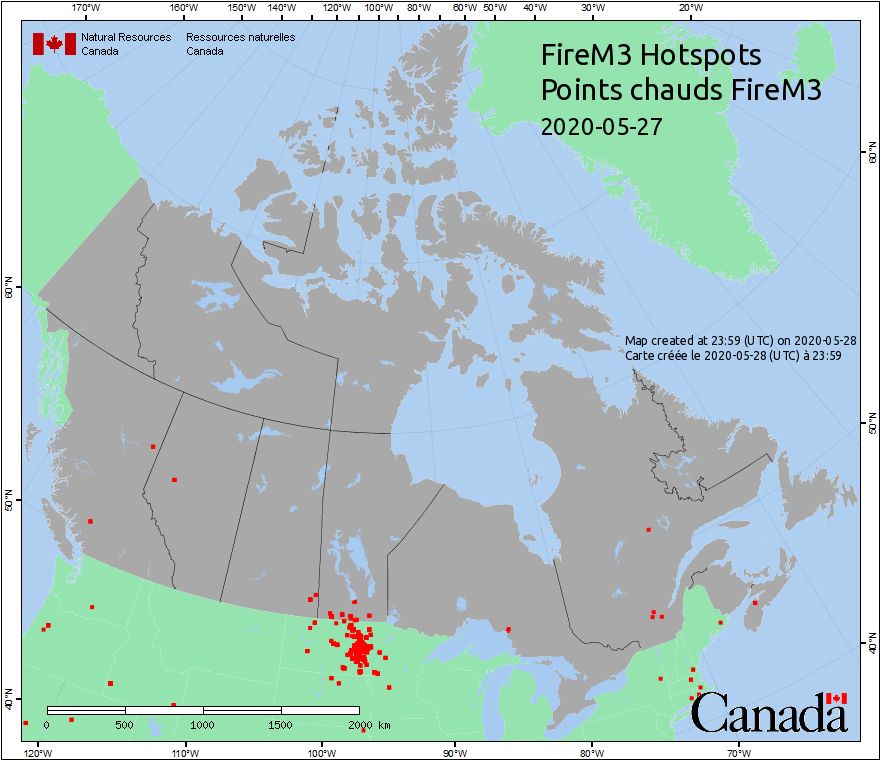 170°W 160°W 150°W 140°W 130°W 120°W 110°W 100°W 90°W 80°W 70°W 60°W 50°W 40°W 30°W 20°W
Natural Resources Canada
Ressources naturelles Canada
FireM3 Hotspots
Points chauds FireM3
2020-05-27
60°N
60°N
Map created at 23:59 (UTC) on 2020-05-28
Carte créée le 2020-05-28 (UTC) à 23:59
50°N
50°N
40°N
40°N
Canada
0 500 1000 1500 2000 km
120°W 110°W 100°W 90°W 80°W 70°W